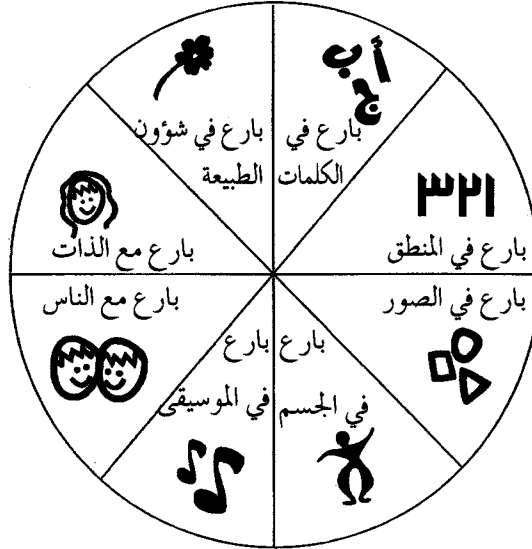 أ ب ج
بارع في
الكلمات
٣٢١
بارع في المنطق
بارع في الصور
بارع
في الجسم
بارع
في الموسيقى
بارع مع الناس
بارع مع الذات
بارع في شؤون
الطبيعة